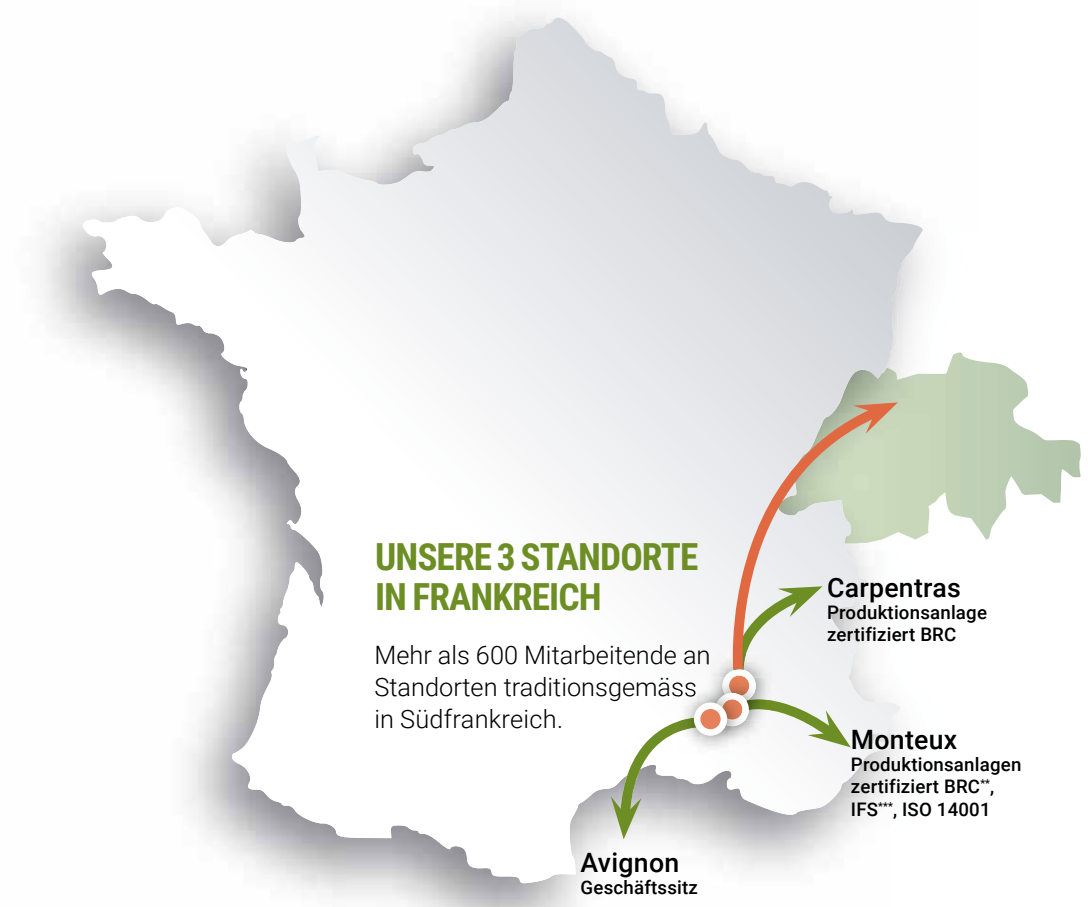 UNSERE 3 STANDORTE
IN FRANKREICH
Mehr als 600 Mitarbeitende an
Standorten traditionsgemäss
in Südfrankreich.
Carpentras
Produktionsanlage
zertifiziert BRC
Monteux
Produktionsanlagen
zertifiziert BRC**,
IFS***, ISO 14001
Avignon
Geschäftssitz